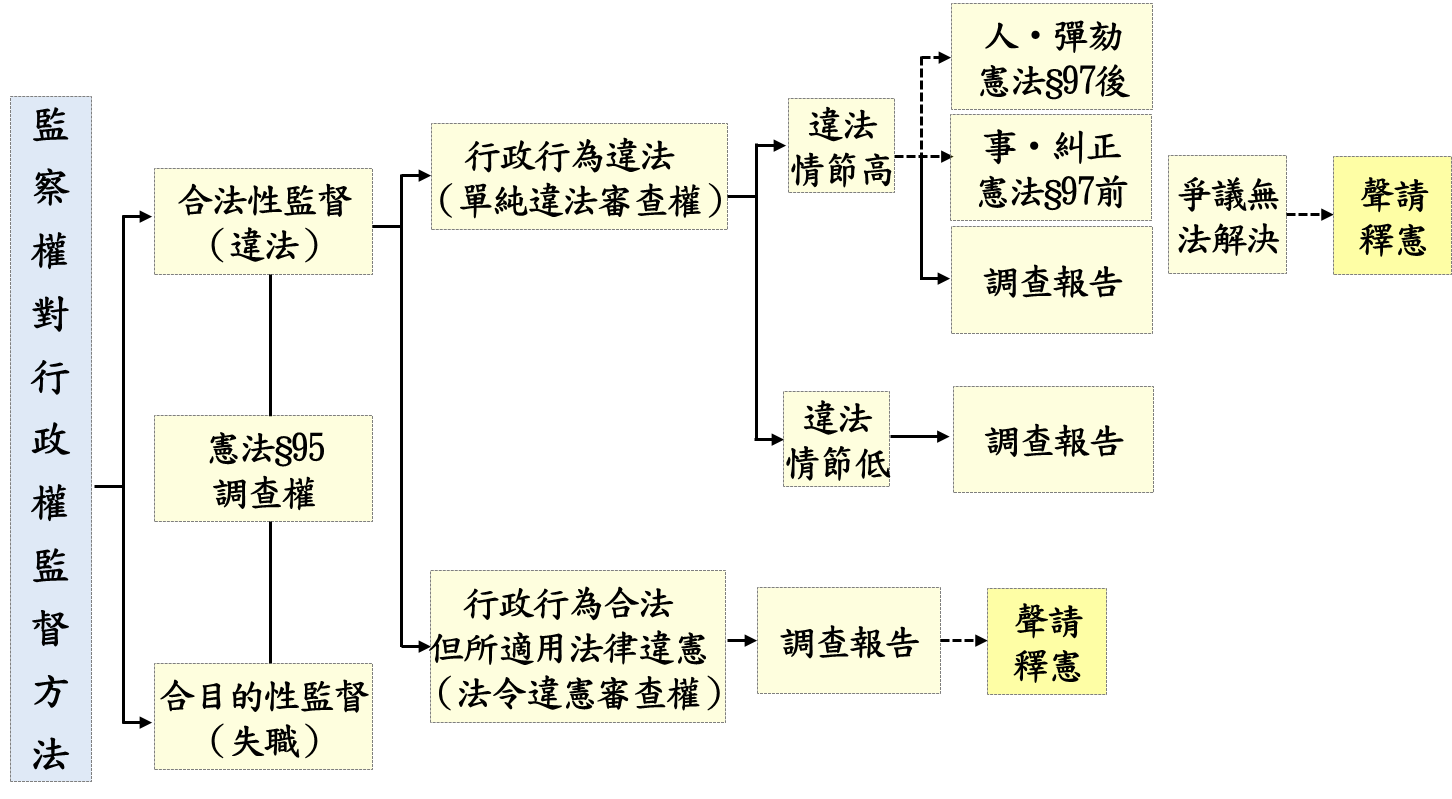 監察權對行政權監督方法
合法性監督
（違法）
憲法§95
調查權
合目的性監督
（失職）
行政行為違法
（單純違法審查權）
行政行為合法
但所適用法律違憲
（法令違憲審查權）
違法
情節高
違法
情節低
人‧彈劾
憲法§97後
事‧糾正
憲法§97前
調查報告
調查報告
爭議無
法解決
聲請
釋憲
調查報告
聲請
釋憲